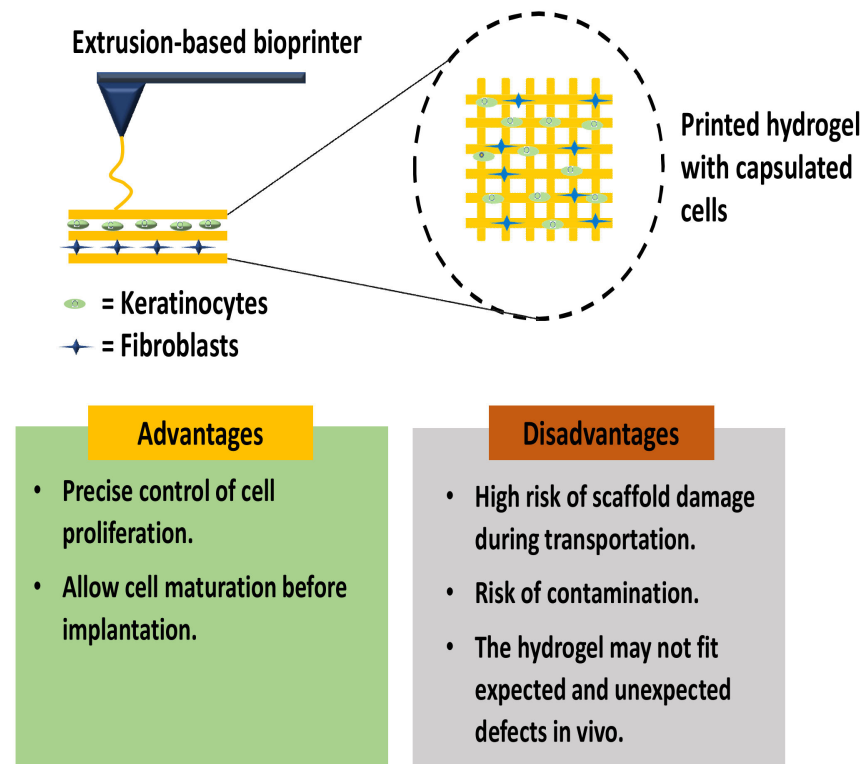 Extrusion-based bioprinter
Printed hydrogel
with capsulated
cells
= Keratinocytes
= Fibroblasts
Advantages
• Precise control of cell
proliferation.
• Allow cell maturation before
implantation.
Disadvantages
• High risk of scaffold damage
during transportation.
• Risk of contamination.
• The hydrogel may not fit
expected and unexpected
defects in vivo.